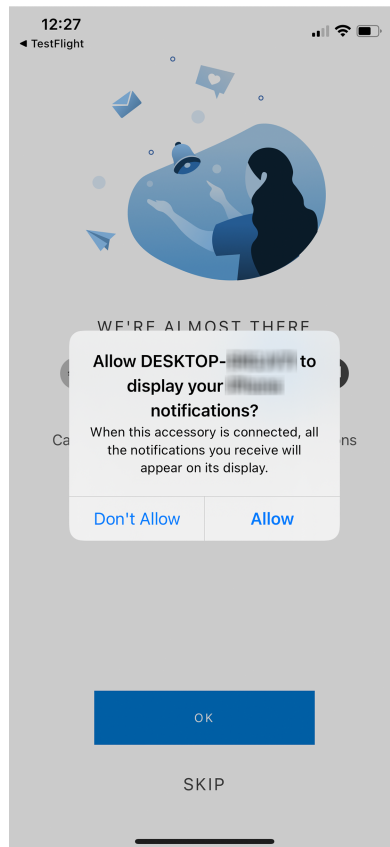 12:27
◀ TestFlight
WE'RE ALMOST THERE
Allow DESKTOP- to
display your
notifications?
When this accessory is connected, all
the notifications you receive will
appear on its display.
Don't Allow
Allow
OK
SKIP